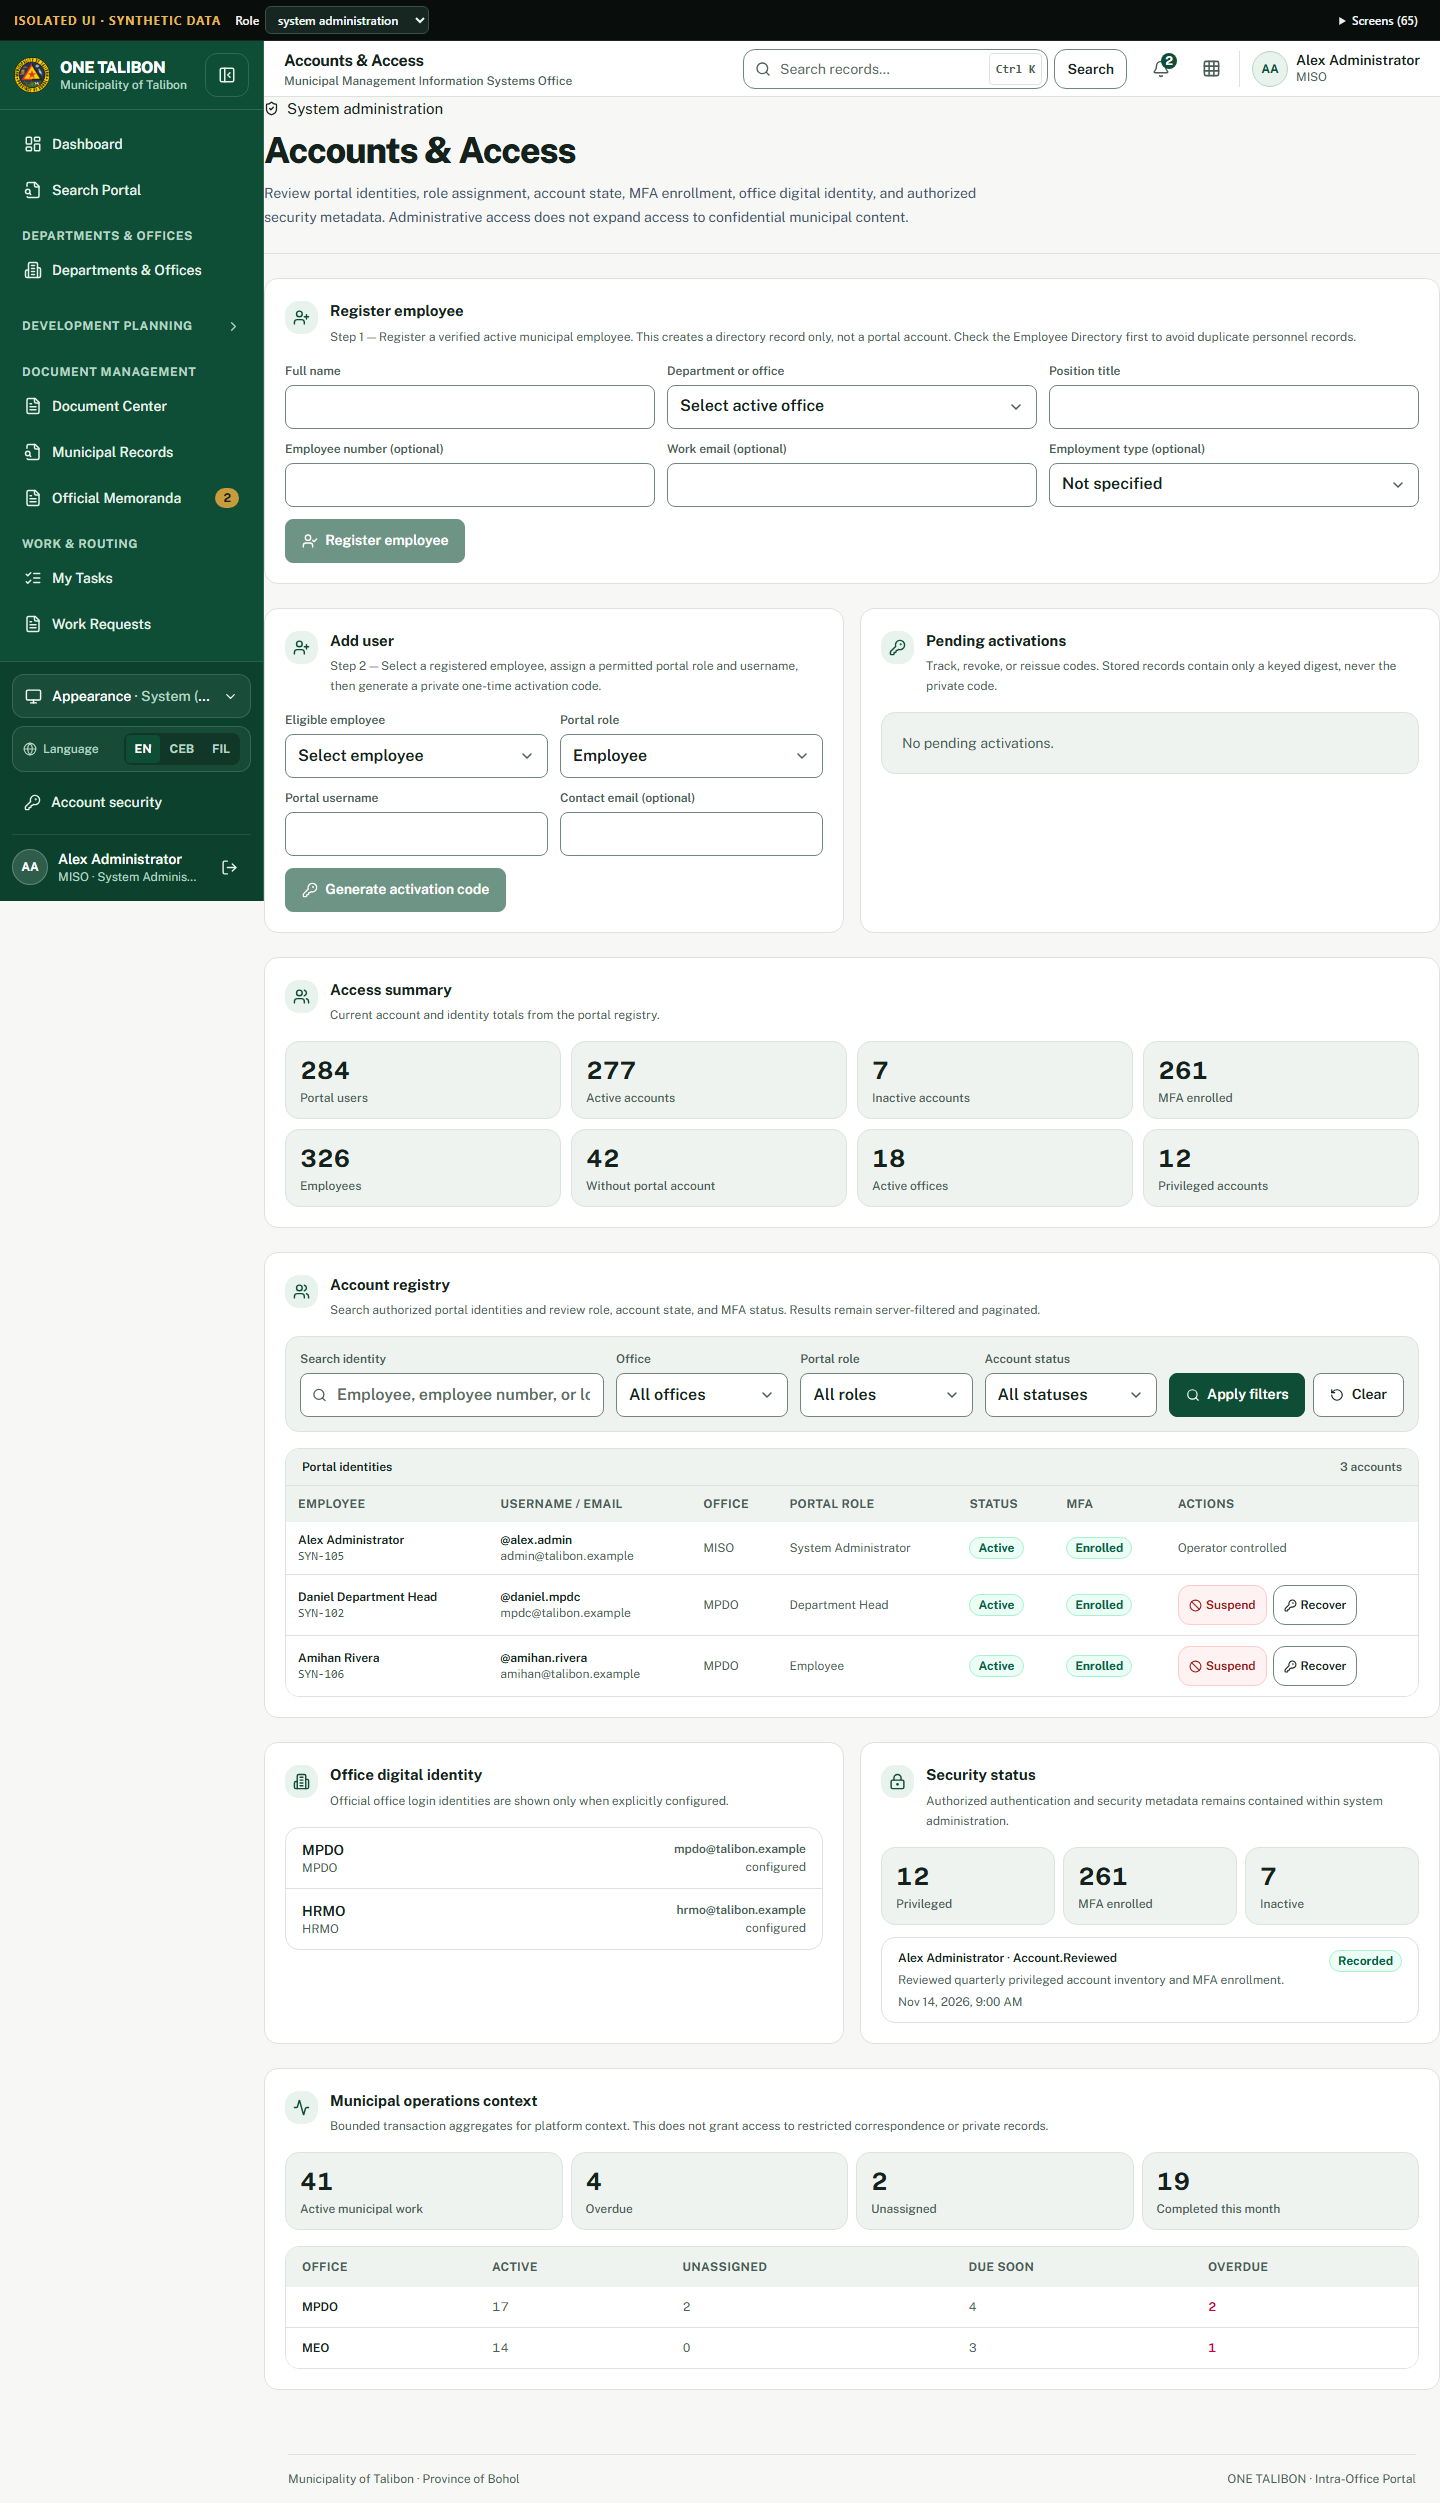 ISOLATED UI · SYNTHETIC DATA Role system administration Screens (65)
ONE TALIBON
Municipality of Talibon
Dashboard
Search Portal
DEPARTMENTS & OFFICES
Departments & Offices
DEVELOPMENT PLANNING
DOCUMENT MANAGEMENT
Document Center
Municipal Records
Official Memoranda 2
WORK & ROUTING
My Tasks
Work Requests
Appearance · System (...
Language EN CEB FIL
Account security
AA Alex Administrator
MISO · System Adminis...
Accounts & Access
Municipal Management Information Systems Office
Search records... Ctrl K Search 2 AA Alex Administrator
MISO
System administration
Accounts & Access
Review portal identities, role assignment, account state, MFA enrollment, office digital identity, and authorized
security metadata. Administrative access does not expand access to confidential municipal content.
Register employee
Step 1 — Register a verified active municipal employee. This creates a directory record only, not a portal account. Check the Employee Directory first to avoid duplicate personnel records.
Full name Department or office Position title
Select active office
Employee number (optional) Work email (optional) Employment type (optional)
Not specified
Register employee
Add user
Step 2 — Select a registered employee, assign a permitted portal role and username,
then generate a private one-time activation code.
Eligible employee Portal role
Select employee Employee
Portal username Contact email (optional)
Generate activation code
Pending activations
Track, revoke, or reissue codes. Stored records contain only a keyed digest, never the
private code.
No pending activations.
Access summary
Current account and identity totals from the portal registry.
284 277 7 261
Portal users Active accounts Inactive accounts MFA enrolled
326 42 18 12
Employees Without portal account Active offices Privileged accounts
Account registry
Search authorized portal identities and review role, account state, and MFA status. Results remain server-filtered and paginated.
Search identity Office Portal role Account status
Employee, employee number, or lo All offices All roles All statuses Apply filters Clear
Portal identities 3 accounts
EMPLOYEE USERNAME / EMAIL OFFICE PORTAL ROLE STATUS MFA ACTIONS
Alex Administrator @alex.admin MISO System Administrator Active Enrolled Operator controlled
SYN-105 admin@talibon.example
Daniel Department Head @daniel.mpdc MPDO Department Head Active Enrolled Suspend Recover
SYN-102 mpdc@talibon.example
Amihan Rivera @amihan.rivera MPDO Employee Active Enrolled Suspend Recover
SYN-106 amihan@talibon.example
Office digital identity
Official office login identities are shown only when explicitly configured.
MPDO mpdo@talibon.example
MPDO configured
HRMO hrmo@talibon.example
HRMO configured
Security status
Authorized authentication and security metadata remains contained within system
administration.
12 261 7
Privileged MFA enrolled Inactive
Alex Administrator · Account.Reviewed Recorded
Reviewed quarterly privileged account inventory and MFA enrollment.
Nov 14, 2026, 9:00 AM
Municipal operations context
Bounded transaction aggregates for platform context. This does not grant access to restricted correspondence or private records.
41 4 2 19
Active municipal work Overdue Unassigned Completed this month
OFFICE ACTIVE UNASSIGNED DUE SOON OVERDUE
MPDO 17 2 4 2
MEO 14 0 3 1
Municipality of Talibon · Province of Bohol ONE TALIBON · Intra-Office Portal